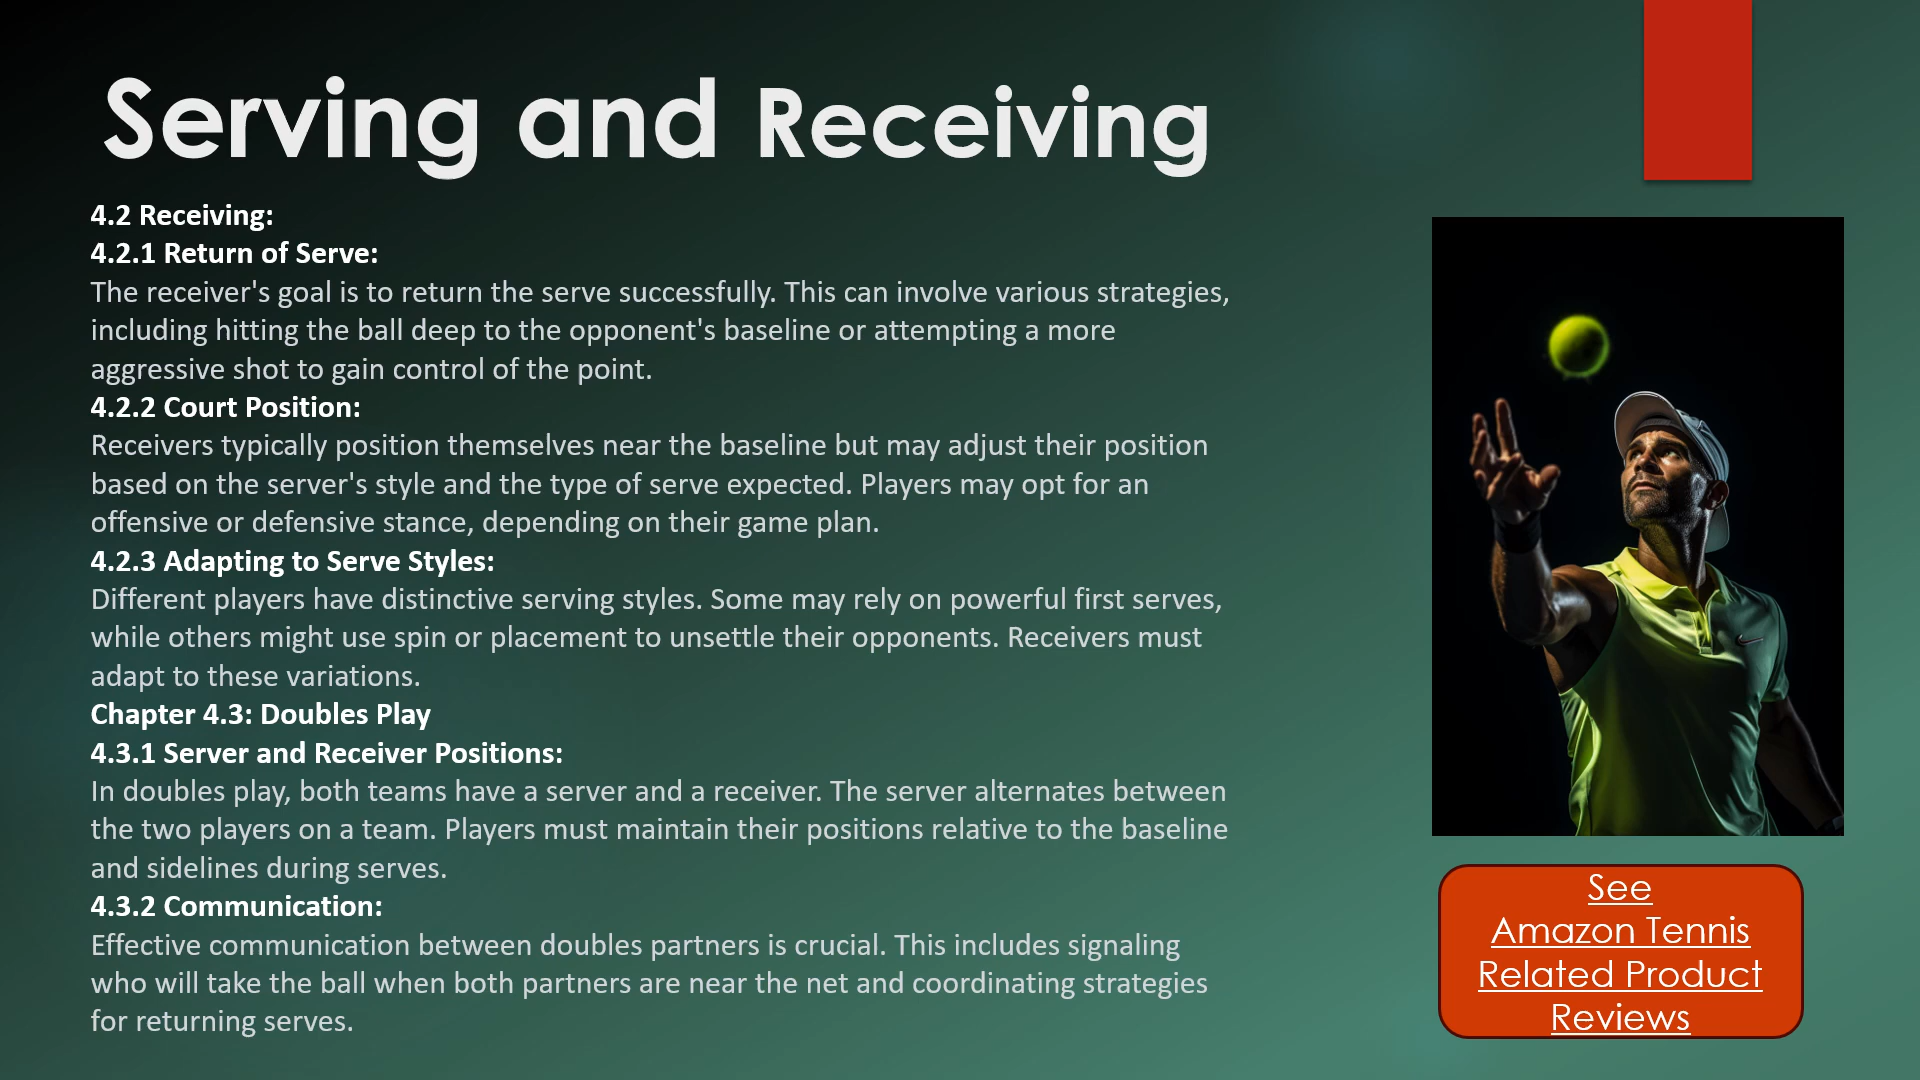 Serving and Receiving
4.2 Receiving:
4.2.1 Return of Serve:
The receiver's goal is to return the serve successfully. This can involve various strategies,
including hitting the ball deep to the opponent's baseline or attempting a more
aggressive shot to gain control of the point.
4.2.2 Court Position:
Receivers typically position themselves near the baseline but may adjust their position
based on the server's style and the type of serve expected. Players may opt for an
offensive or defensive stance, depending on their game plan.
4.2.3 Adapting to Serve Styles:
Different players have distinctive serving styles. Some may rely on powerful first serves,
while others might use spin or placement to unsettle their opponents. Receivers must
adapt to these variations.
Chapter 4.3: Doubles Play
4.3.1 Server and Receiver Positions:
In doubles play, both teams have a server and a receiver. The server alternates between
the two players on a team. Players must maintain their positions relative to the baseline
and sidelines during serves.
4.3.2 Communication:
Effective communication between doubles partners is crucial. This includes signaling
who will take the ball when both partners are near the net and coordinating strategies
for returning serves.
See
Amazon Tennis
Related Product
Reviews